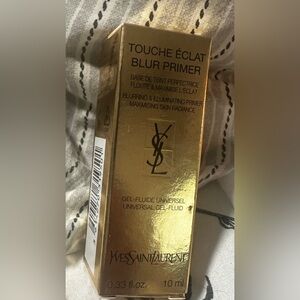 TOUCHE ÉCLAT
BLUR PRIMER
BASE DE TEINT PERFECTRICE
FLOUTE & MAXIMISE L'ÉCLAT
BLURRING & ILLUMINATING PRIMER
MAXIMISING SKIN RADIANCE
YSL
GEL-FLUIDE UNIVERSEL
UNIVERSAL GEL-FLUID
YVESSAINTLAURENT
0.33 fl.oz. 10 ml